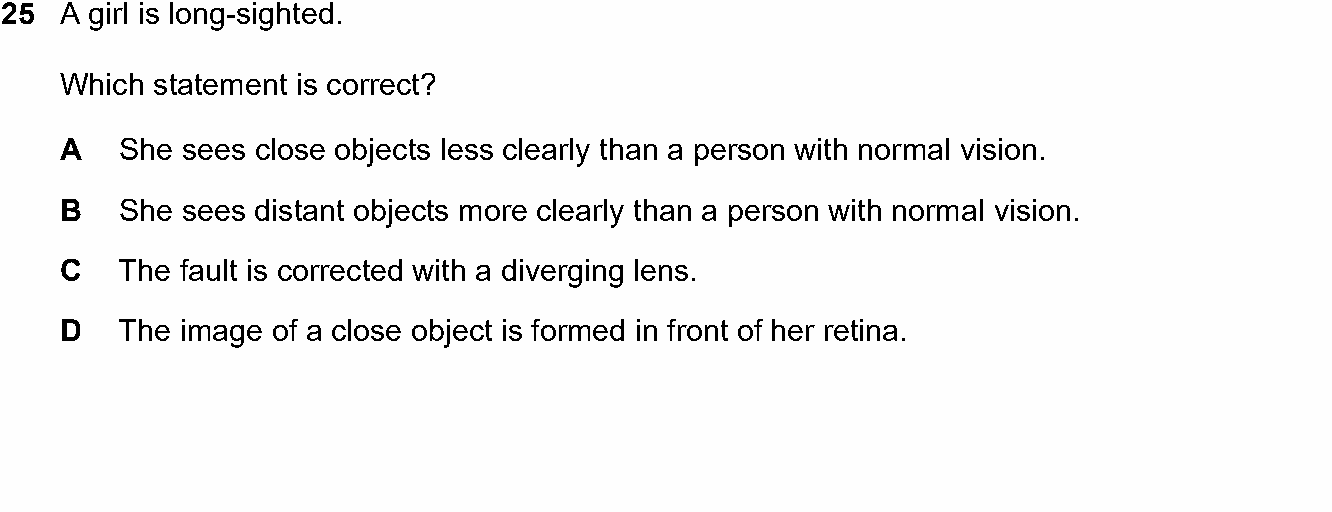 25 A girl is long-sighted.
Which statement is correct?
A She sees close objects less clearly than a person with normal vision.
B She sees distant objects more clearly than a person with normal vision.
C The fault is corrected with a diverging lens.
D The image of a close object is formed in front of her retina.